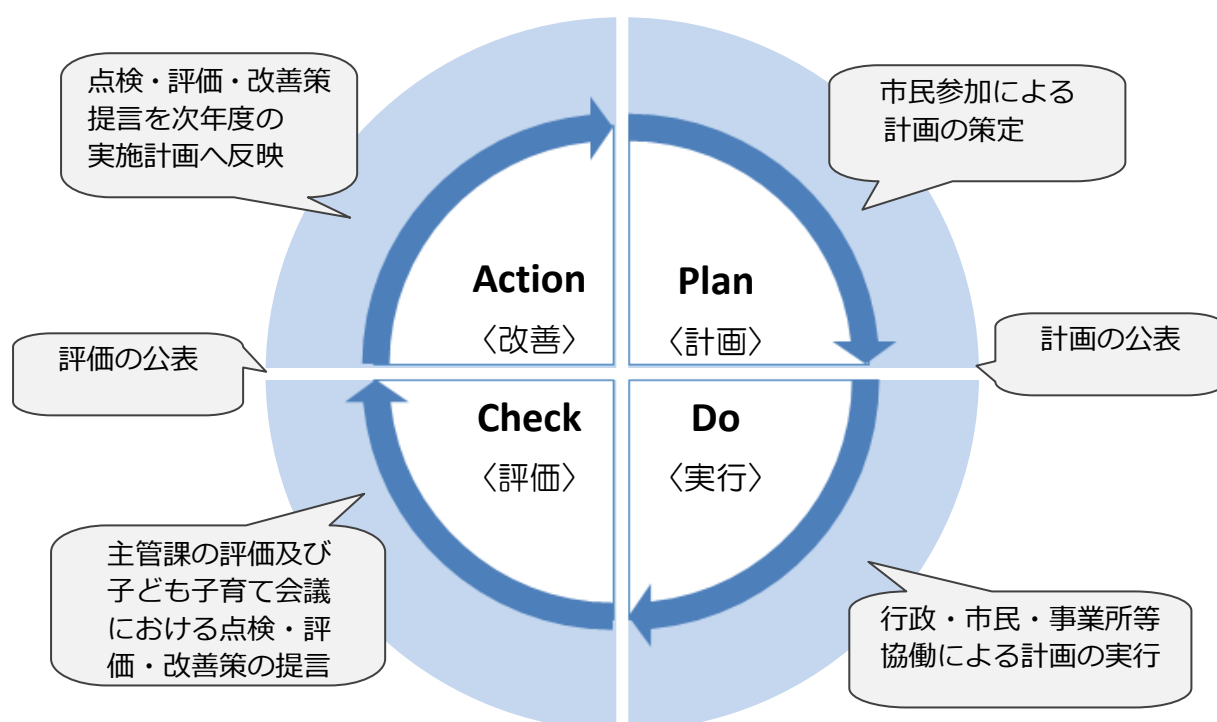 点検・評価・改善策
提言を次年度の
実施計画へ反映
市民参加による
計画の策定
Action
〈改善〉
Plan
〈計画〉
評価の公表
計画の公表
Check
〈評価〉
Do
〈実行〉
主管課の評価及び
子ども子育て会議
における点検・評
価・改善策の提言
行政・市民・事業所等
協働による計画の実行